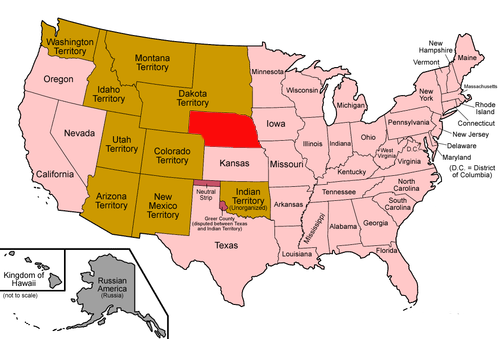 Washington
Territory
Montana
Territory
Dakota
Territory
Minnesota
Oregon
Idaho
Territory
Wisconsin
Michigan
New
Hampshire
Vermont
Maine
Massachusetts
New
York
Rhode
Island
Connecticut
New Jersey
Delaware
Maryland
(D.C. = District
of Columbia)
Pennsylvania
Nevada
Utah
Territory
Colorado
Territory
California
Iowa
Illinois
Indiana
Ohio
West
Virginia
D.C.
Virginia
Kansas
Missouri
Kentucky
North
Carolina
Tennessee
South
Carolina
Arizona
Territory
New
Mexico
Territory
Neutral
Strip
Indian
Territory
(Unorganized)
Arkansas
Greer County
(disputed between Texas
and Indian Territory)
Texas
Louisiana
Mississippi
Alabama
Georgia
Florida
Kingdom of
Hawaii
(not to scale)
Russian
America
(Russia)